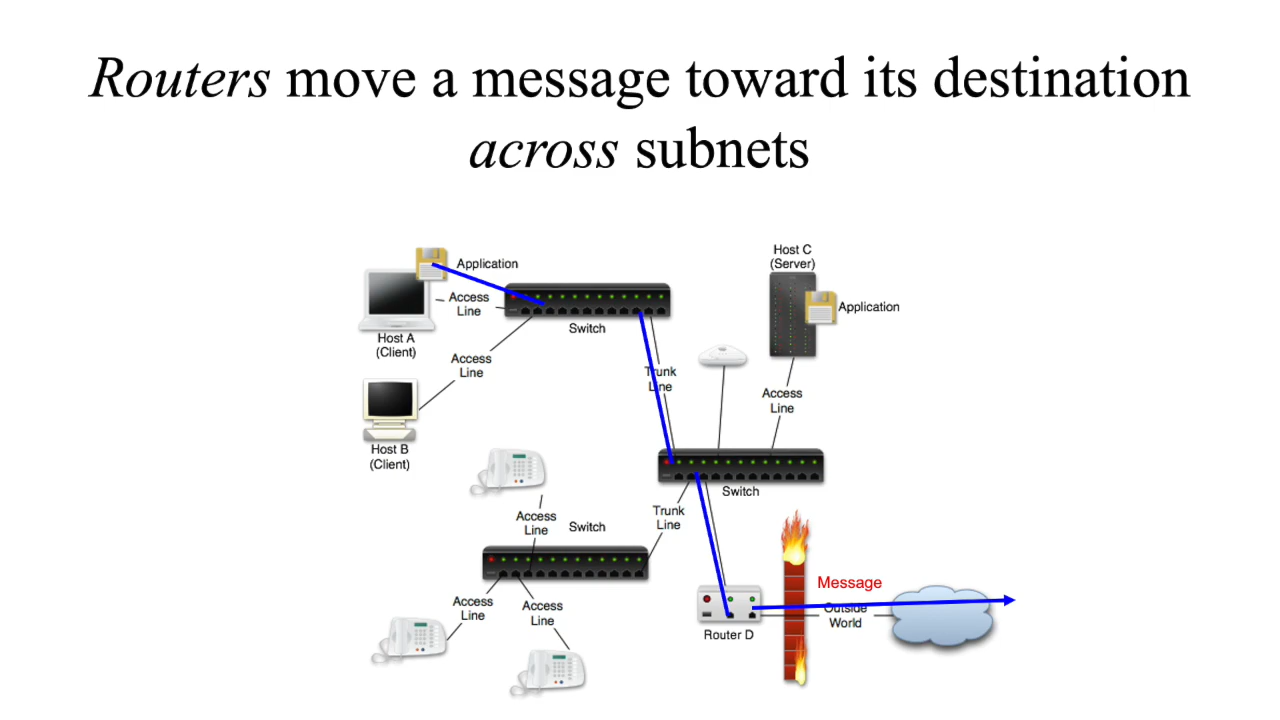 Routers move a message toward its destination
across subnets
Host C
(Server)
Application
Application
Access
Line
Switch
Host A
(Client)
Access
Line
Trunk
Line
Access
Line
Host B
(Client)
Switch
Access
Line
Switch
Trunk
Line
Message
Outside
World
Access
Line
Access
Line
Router D